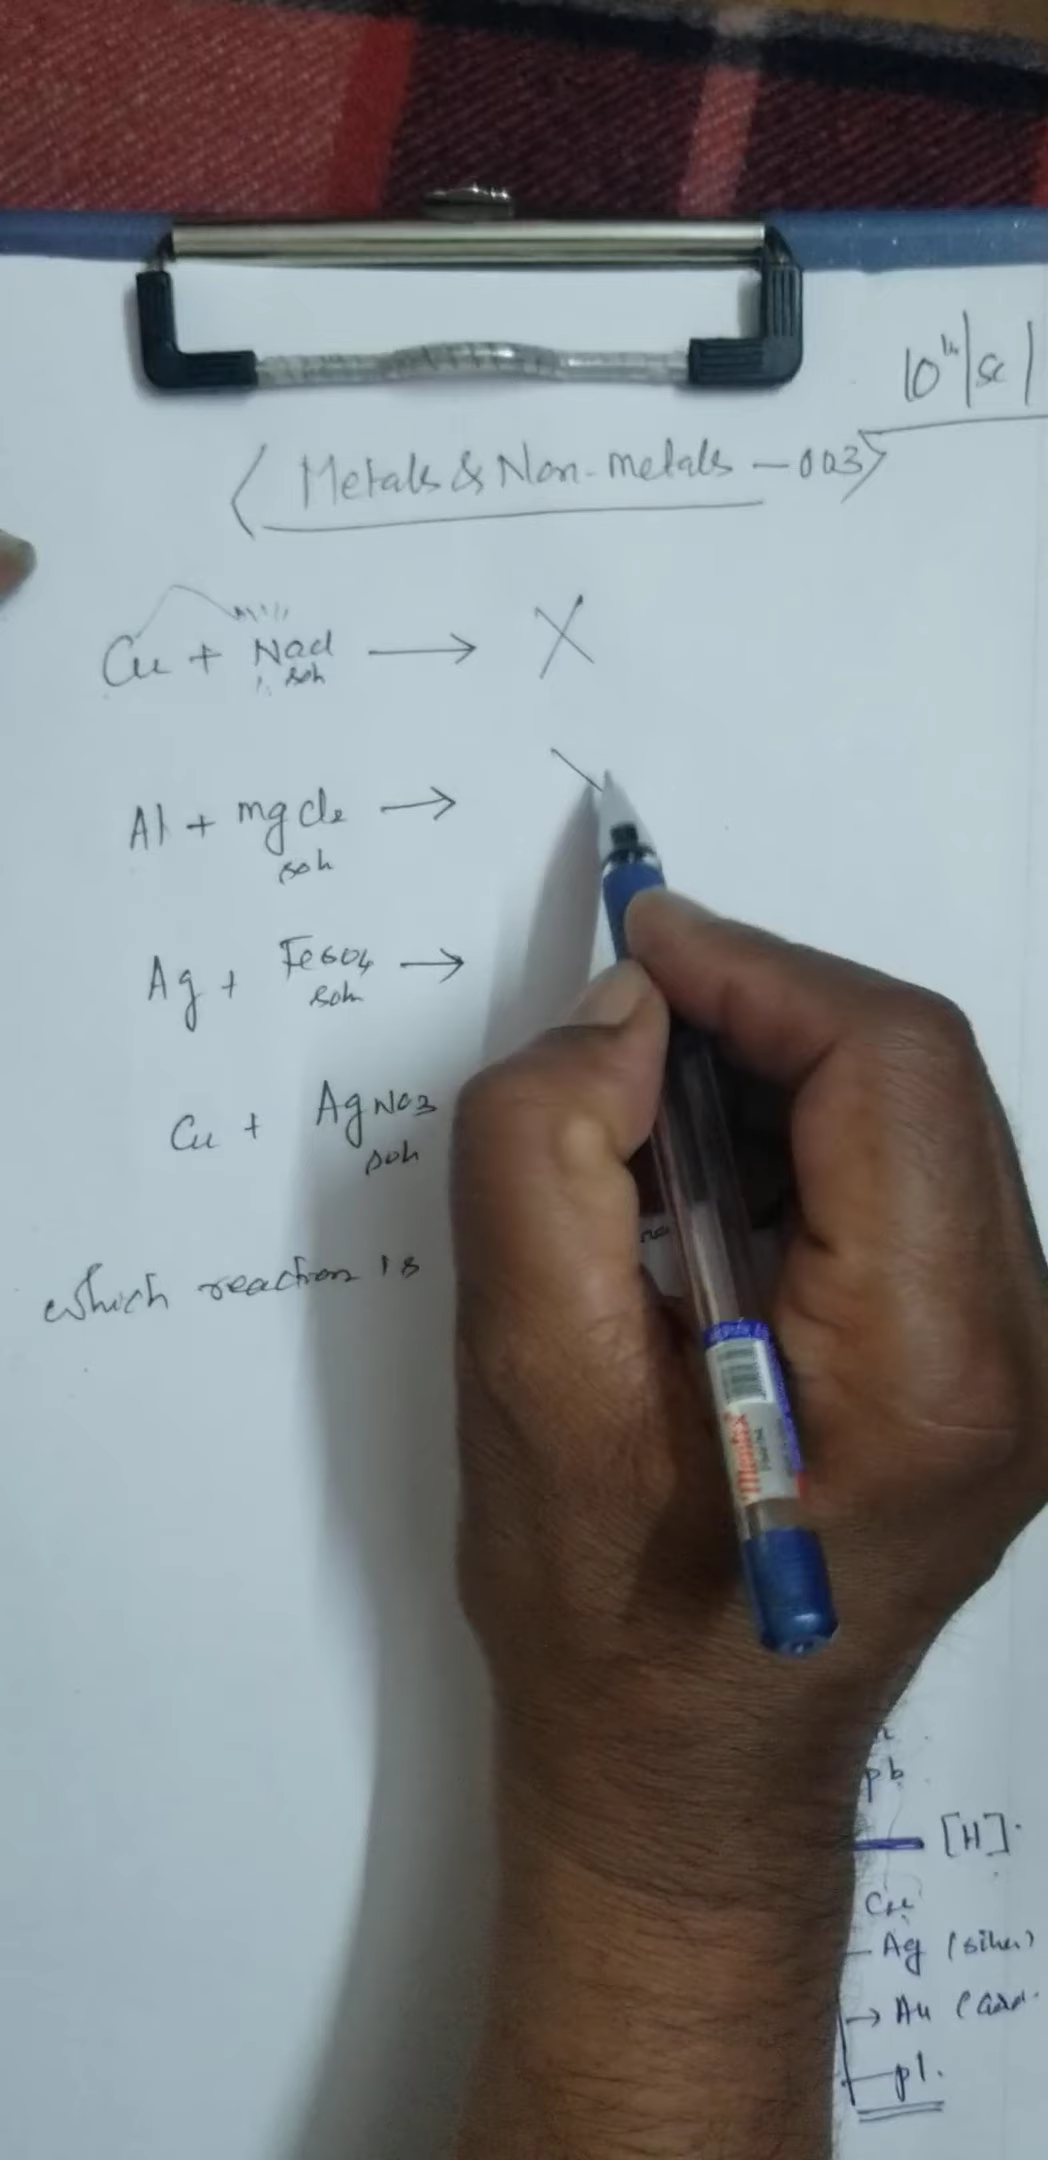 10th/sc/
Metals & Non-metals - 003
Cu + NaCl → X
soln
Al + MgCl2 →
soln
Ag + FeSO4 →
soln
Cu + AgNO3
soln
which reaction is
pb
[H].
Cu
Ag (silver)
→ Au (Gold.
pt.